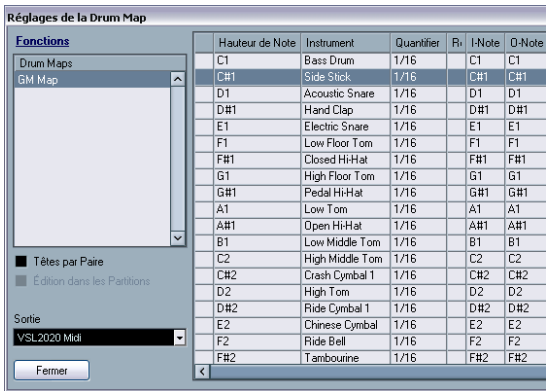 Réglages de la Drum Map
Fonctions
Drum Maps
GM Map
Têtes par Paire
Édition dans les Partitions
Sortie
VSL2020 Midi
Fermer
Hauteur de Note Instrument Quantifier I-Note O-Note
C1 Bass Drum 1/16 C1 C1
C#1 Side Stick 1/16 C#1 C#1
D1 Acoustic Snare 1/16 D1 D1
D#1 Hand Clap 1/16 D#1 D#1
E1 Electric Snare 1/16 E1 E1
F1 Low Floor Tom 1/16 F1 F1
F#1 Closed Hi-Hat 1/16 F#1 F#1
G1 High Floor Tom 1/16 G1 G1
G#1 Pedal Hi-Hat 1/16 G#1 G#1
A1 Low Tom 1/16 A1 A1
A#1 Open Hi-Hat 1/16 A#1 A#1
B1 Low Middle Tom 1/16 B1 B1
C2 High Middle Tom 1/16 C2 C2
C#2 Crash Cymbal 1 1/16 C#2 C#2
D2 High Tom 1/16 D2 D2
D#2 Ride Cymbal 1 1/16 D#2 D#2
E2 Chinese Cymbal 1/16 E2 E2
F2 Ride Bell 1/16 F2 F2
F#2 Tambourine 1/16 F#2 F#2